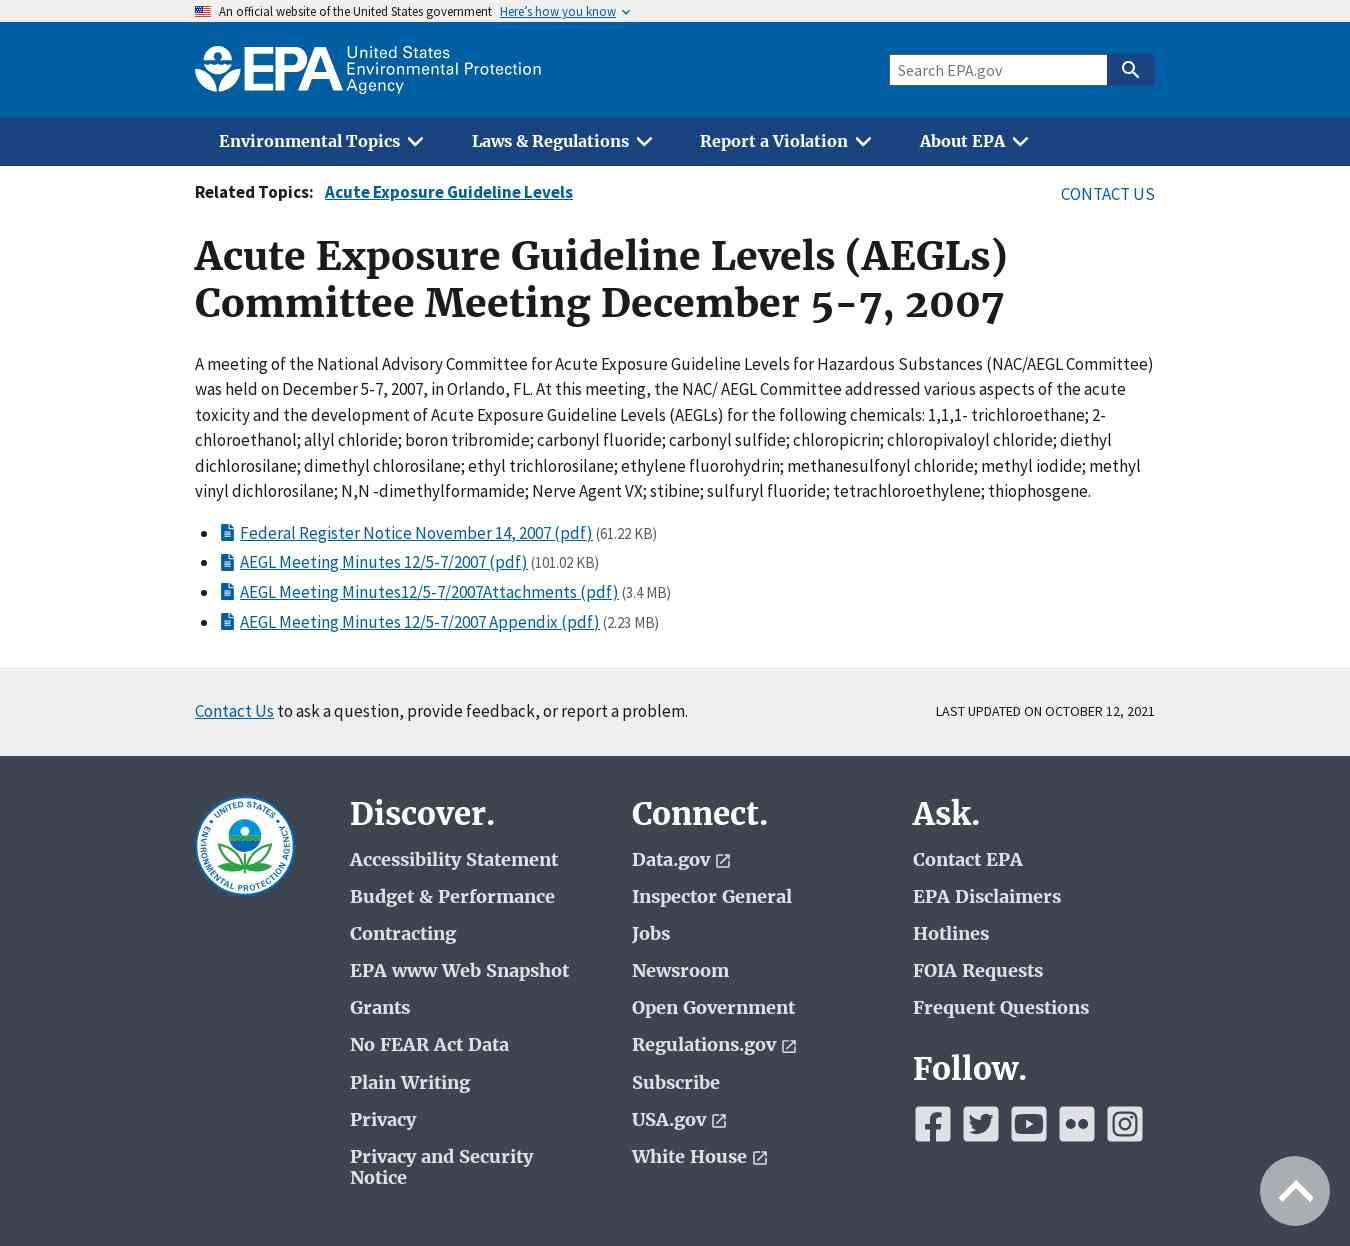 An official website of the United States government Here's how you know
EPA United States
Environmental Protection
Agency
Search EPA.gov
Environmental Topics Laws & Regulations Report a Violation About EPA
Related Topics: Acute Exposure Guideline Levels
CONTACT US
Acute Exposure Guideline Levels (AEGLs)
Committee Meeting December 5-7, 2007
A meeting of the National Advisory Committee for Acute Exposure Guideline Levels for Hazardous Substances (NAC/AEGL Committee)
was held on December 5-7, 2007, in Orlando, FL. At this meeting, the NAC/ AEGL Committee addressed various aspects of the acute
toxicity and the development of Acute Exposure Guideline Levels (AEGLs) for the following chemicals: 1,1,1- trichloroethane; 2-
chloroethanol; allyl chloride; boron tribromide; carbonyl fluoride; carbonyl sulfide; chloropicrin; chloropivaloyl chloride; diethyl
dichlorosilane; dimethyl chlorosilane; ethyl trichlorosilane; ethylene fluorohydrin; methanesulfonyl chloride; methyl iodide; methyl
vinyl dichlorosilane; N,N -dimethylformamide; Nerve Agent VX; stibine; sulfuryl fluoride; tetrachloroethylene; thiophosgene.
Federal Register Notice November 14, 2007 (pdf) (61.22 KB)
AEGL Meeting Minutes 12/5-7/2007 (pdf) (101.02 KB)
AEGL Meeting Minutes12/5-7/2007Attachments (pdf) (3.4 MB)
AEGL Meeting Minutes 12/5-7/2007 Appendix (pdf) (2.23 MB)
Contact Us to ask a question, provide feedback, or report a problem.
LAST UPDATED ON OCTOBER 12, 2021
UNITED STATES
ENVIRONMENTAL PROTECTION AGENCY
Discover.
Accessibility Statement
Budget & Performance
Contracting
EPA www Web Snapshot
Grants
No FEAR Act Data
Plain Writing
Privacy
Privacy and Security
Notice
Connect.
Data.gov
Inspector General
Jobs
Newsroom
Open Government
Regulations.gov
Subscribe
USA.gov
White House
Ask.
Contact EPA
EPA Disclaimers
Hotlines
FOIA Requests
Frequent Questions
Follow.